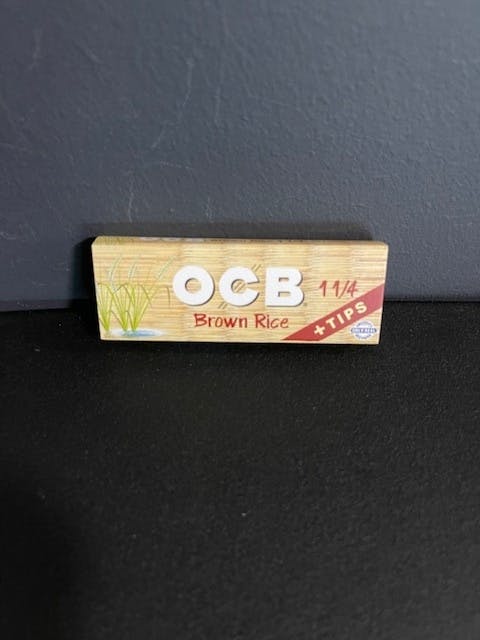 OCB
1 1/4
Brown Rice
+TIPS